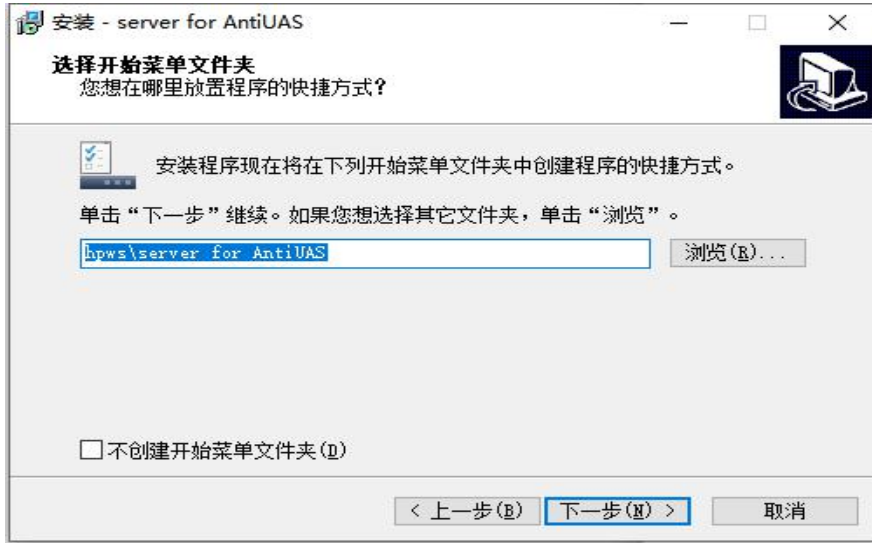 安装 - server for AntiUAS
选择开始菜单文件夹
您想在哪里放置程序的快捷方式?
安装程序现在将在下列开始菜单文件夹中创建程序的快捷方式。
单击“下一步”继续。如果您想选择其它文件夹，单击“浏览”。
hpws\server for AntiUAS
浏览(R)...
不创建开始菜单文件夹(D)
< 上一步(B)
下一步(N) >
取消